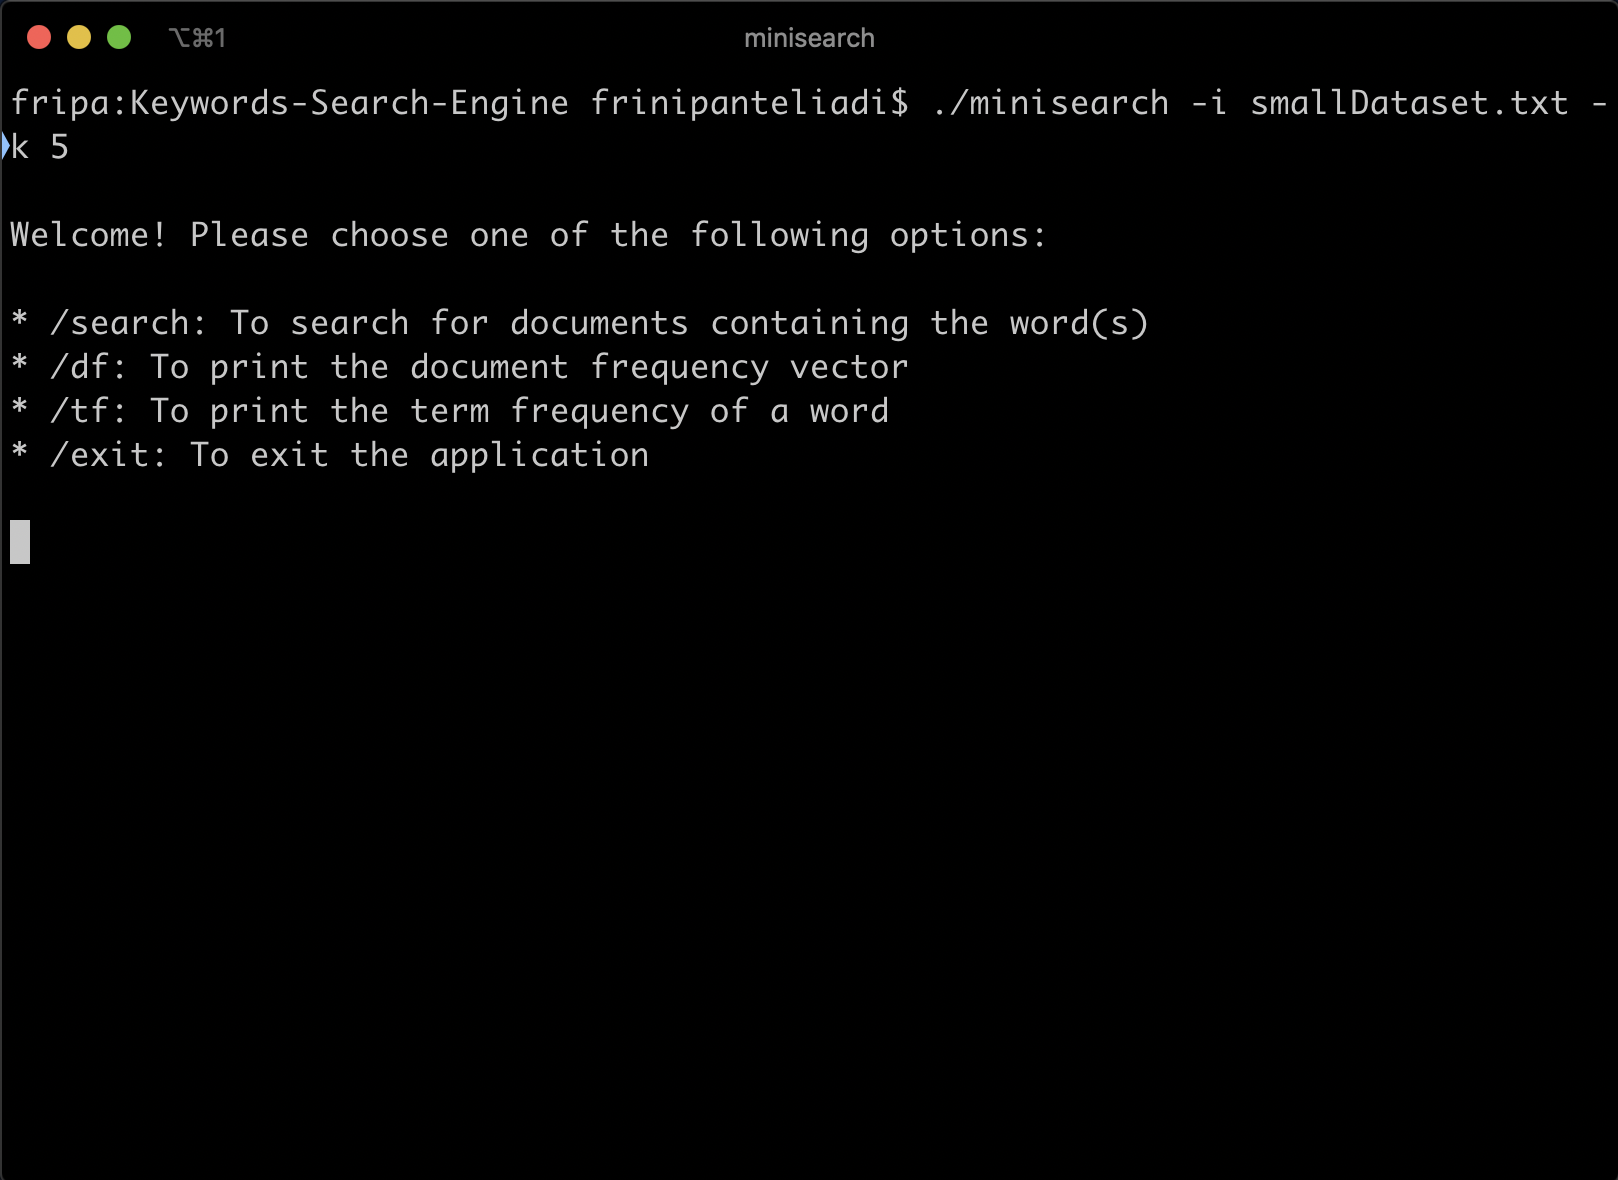 ⌥⌘1
minisearch
fripa:Keywords-Search-Engine frinipanteliadi$ ./minisearch -i smallDataset.txt -
k 5
Welcome! Please choose one of the following options:
* /search: To search for documents containing the word(s)
* /df: To print the document frequency vector
* /tf: To print the term frequency of a word
* /exit: To exit the application